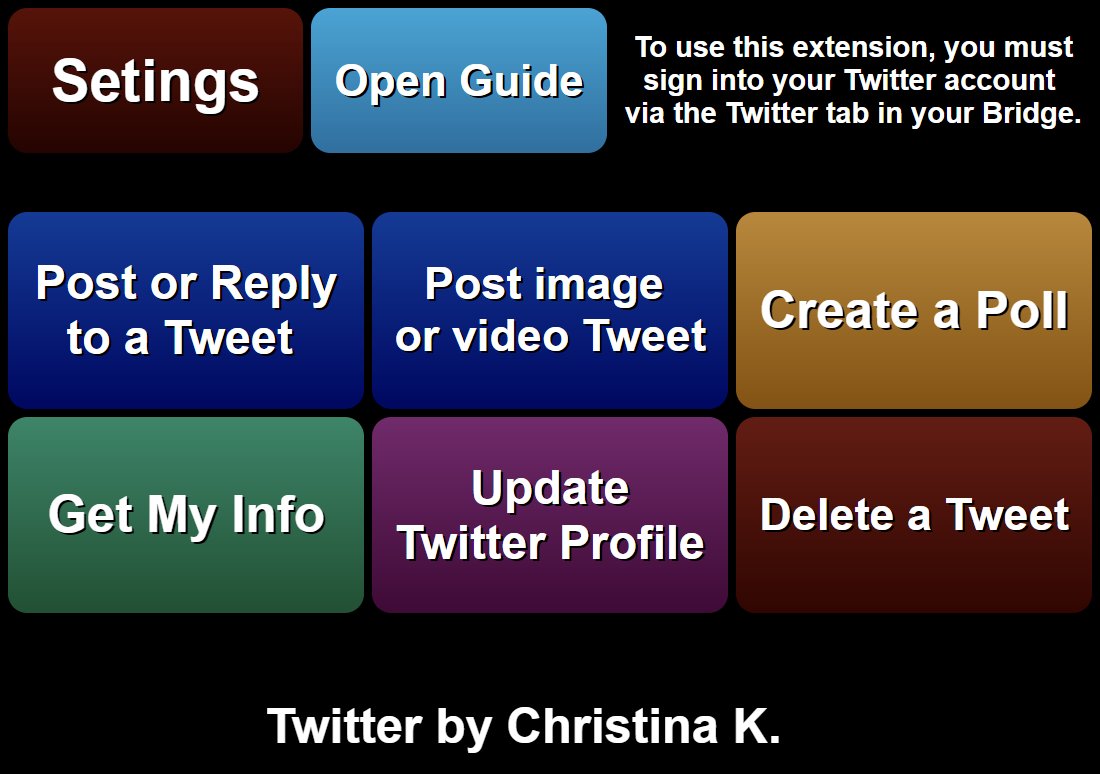 Setings
Open Guide
To use this extension, you must
sign into your Twitter account
via the Twitter tab in your Bridge.
Post or Reply
to a Tweet
Post image
or video Tweet
Create a Poll
Get My Info
Update
Twitter Profile
Delete a Tweet
Twitter by Christina K.